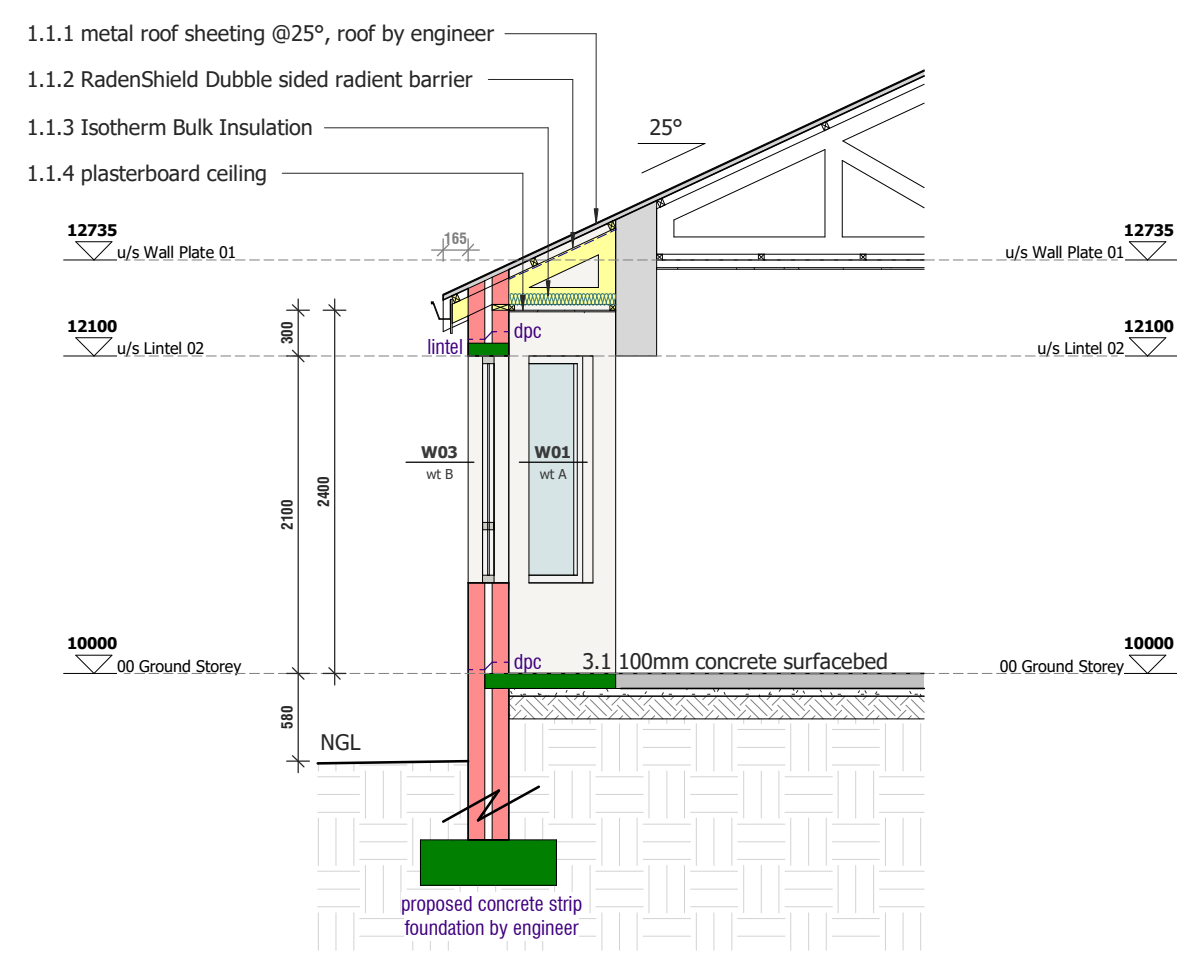 1.1.1 metal roof sheeting @25°, roof by engineer
1.1.2 RadenShield Dubble sided radient barrier
1.1.3 Isotherm Bulk Insulation
25°
1.1.4 plasterboard ceiling
12735
u/s Wall Plate 01
165
12735
u/s Wall Plate 01
300
12100
u/s Lintel 02
lintel
dpc
12100
u/s Lintel 02
W03
wt B
W01
wt A
2100
2400
10000
00 Ground Storey
dpc
3.1 100mm concrete surfacebed
10000
00 Ground Storey
580
NGL
proposed concrete strip
foundation by engineer